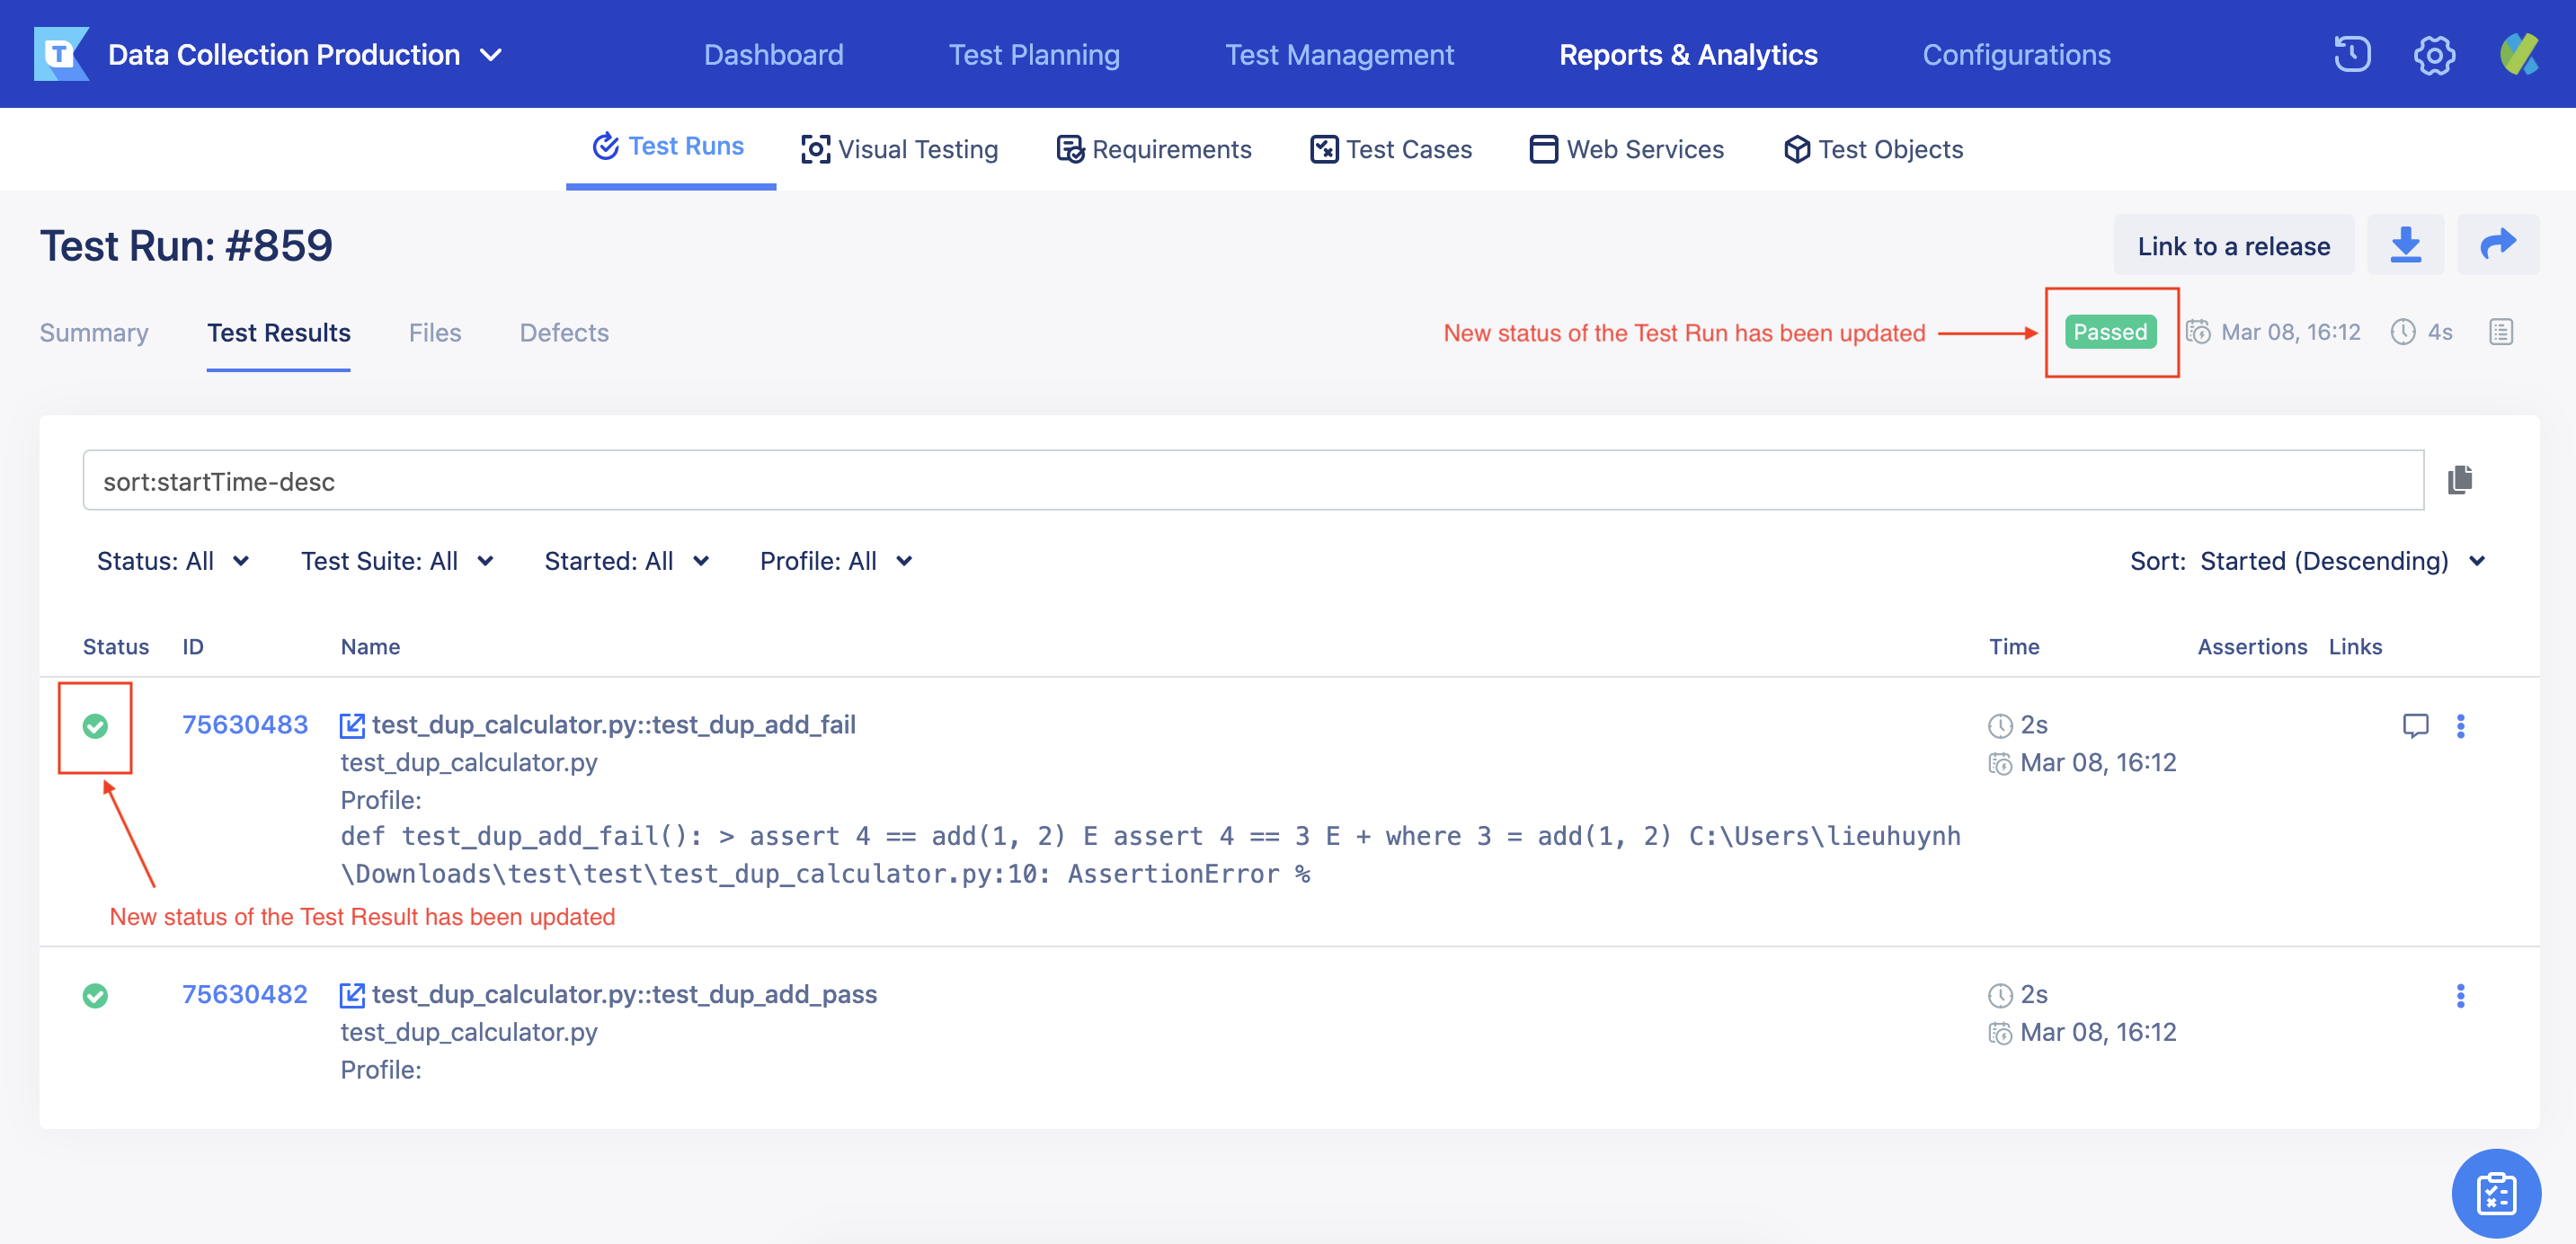 T Data Collection Production Dashboard Test Planning Test Management Reports & Analytics Configurations
Test Runs Visual Testing Requirements Test Cases Web Services Test Objects
Test Run: #859 Link to a release
Summary Test Results Files Defects New status of the Test Run has been updated Passed Mar 08, 16:12 4s
sort:startTime-desc
Status: All Test Suite: All Started: All Profile: All Sort: Started (Descending)
Status ID Name Time Assertions Links
75630483 test_dup_calculator.py::test_dup_add_fail 2s
test_dup_calculator.py Mar 08, 16:12
Profile:
def test_dup_add_fail(): > assert 4 == add(1, 2) E assert 4 == 3 E + where 3 = add(1, 2) C:\Users\lieuhuynh
\Downloads\test\test\test_dup_calculator.py:10: AssertionError %
New status of the Test Result has been updated
75630482 test_dup_calculator.py::test_dup_add_pass 2s
test_dup_calculator.py Mar 08, 16:12
Profile: